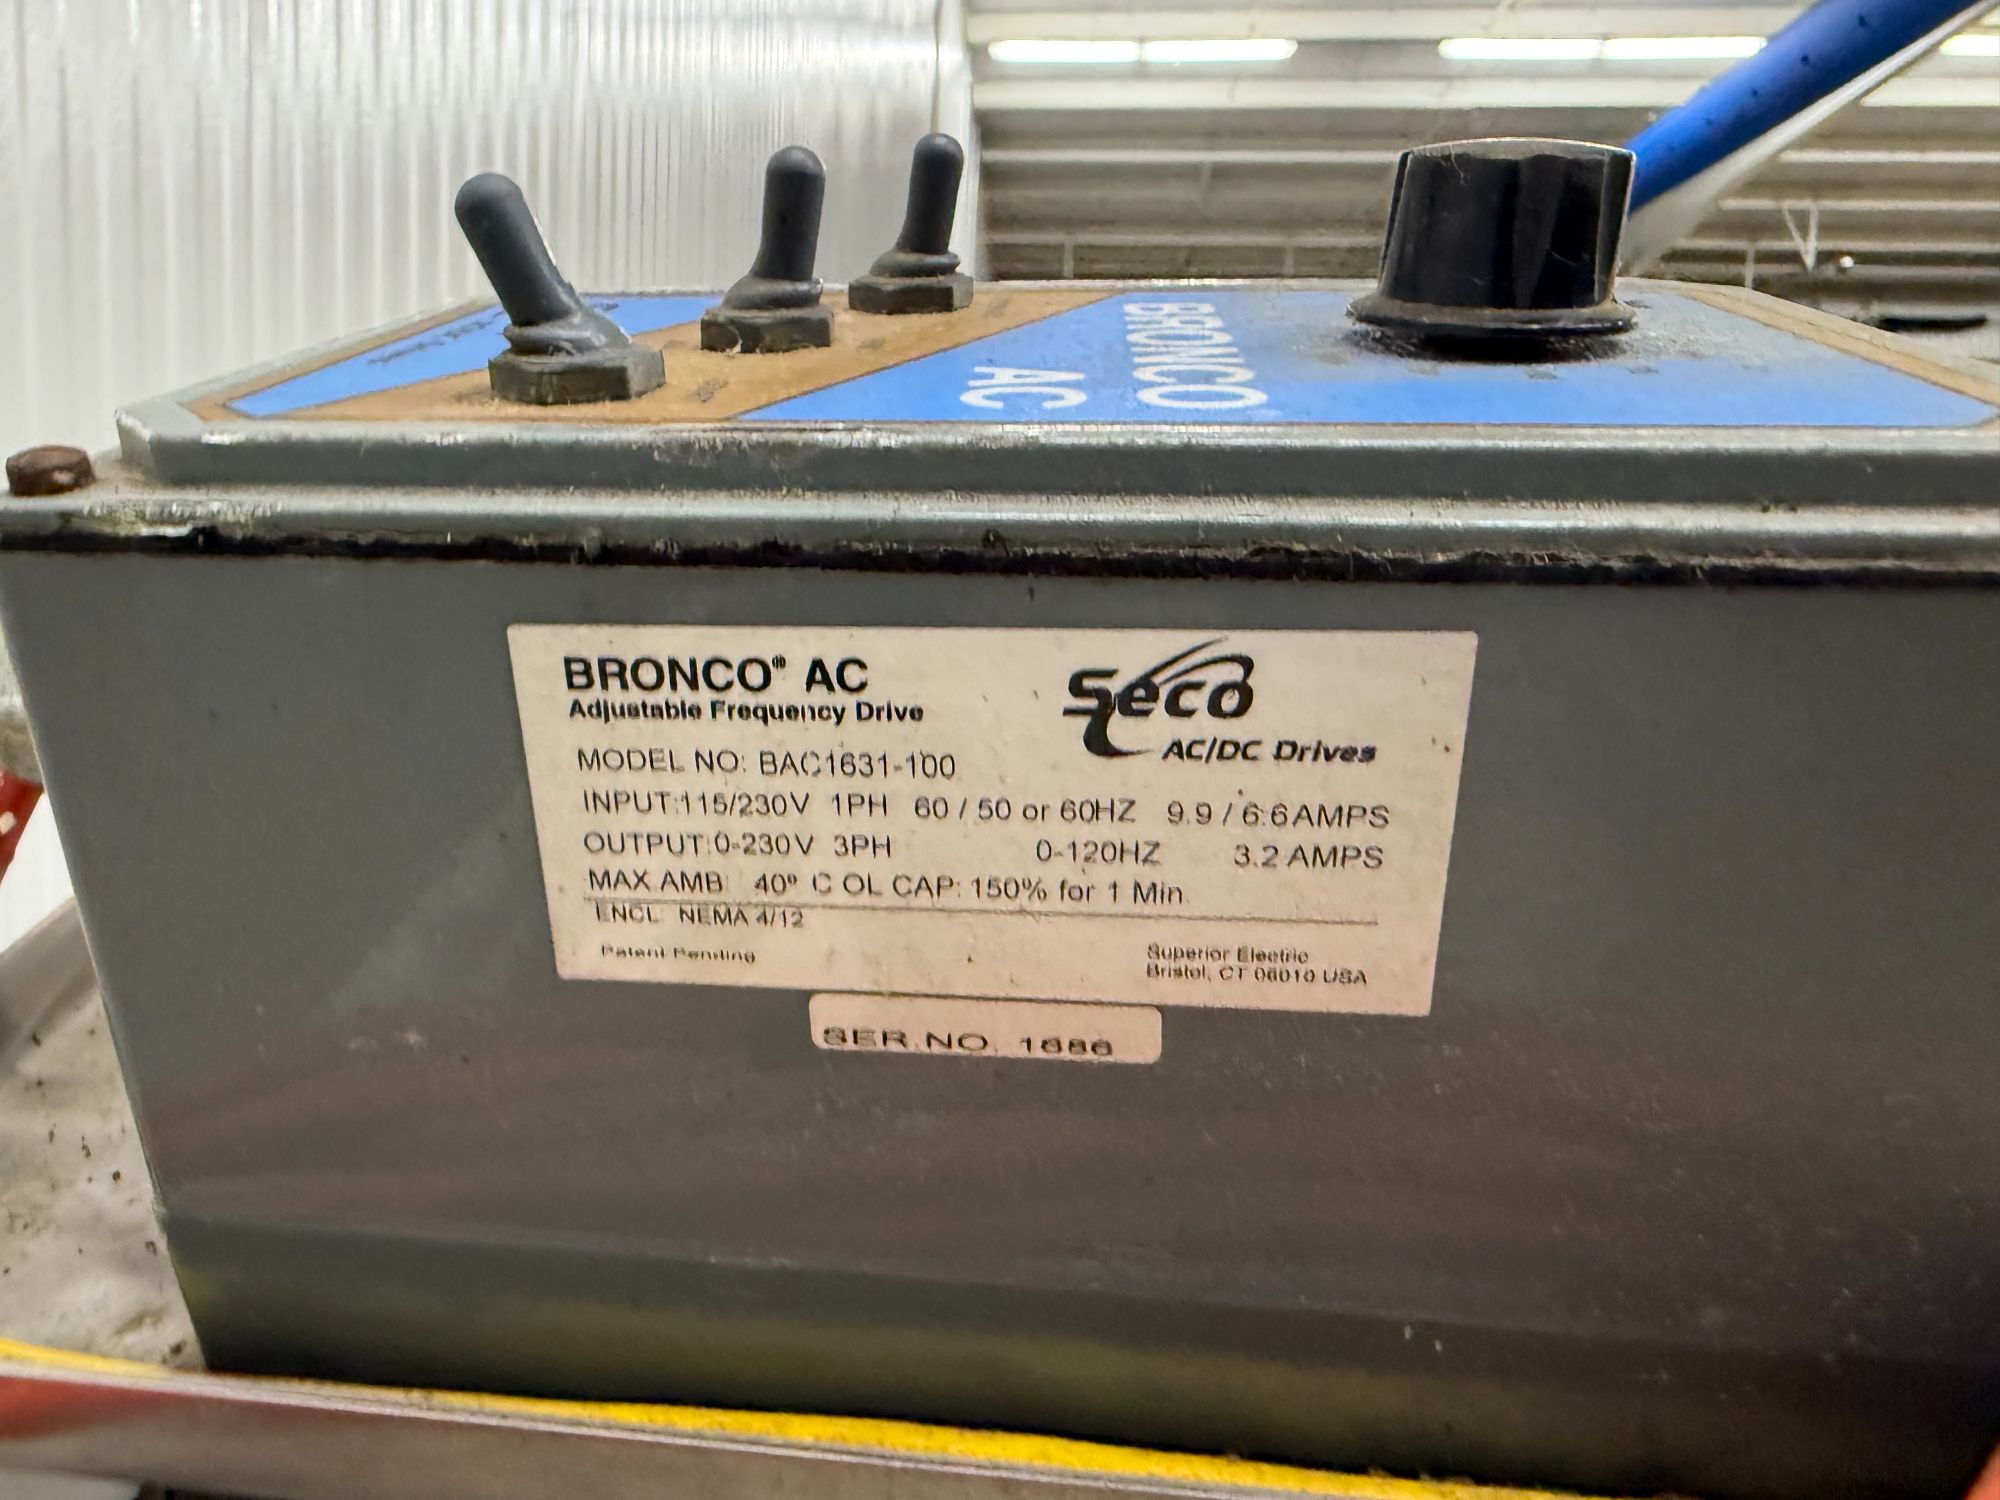 BRONCO
AC
BRONCO® AC
Adjustable Frequency Drive
Seco
AC/DC Drives
MODEL NO: BAC1631-100
INPUT:115/230V 1PH 60 / 50 or 60HZ 9.9 / 6.6 AMPS
OUTPUT:0-230V 3PH 0-120HZ 3.2 AMPS
MAX AMB 40º C OL CAP: 150% for 1 Min.
ENCL NEMA 4/12
Patent Pending
Superior Electric
Bristol, CT 06010 USA
SER. NO. 1686